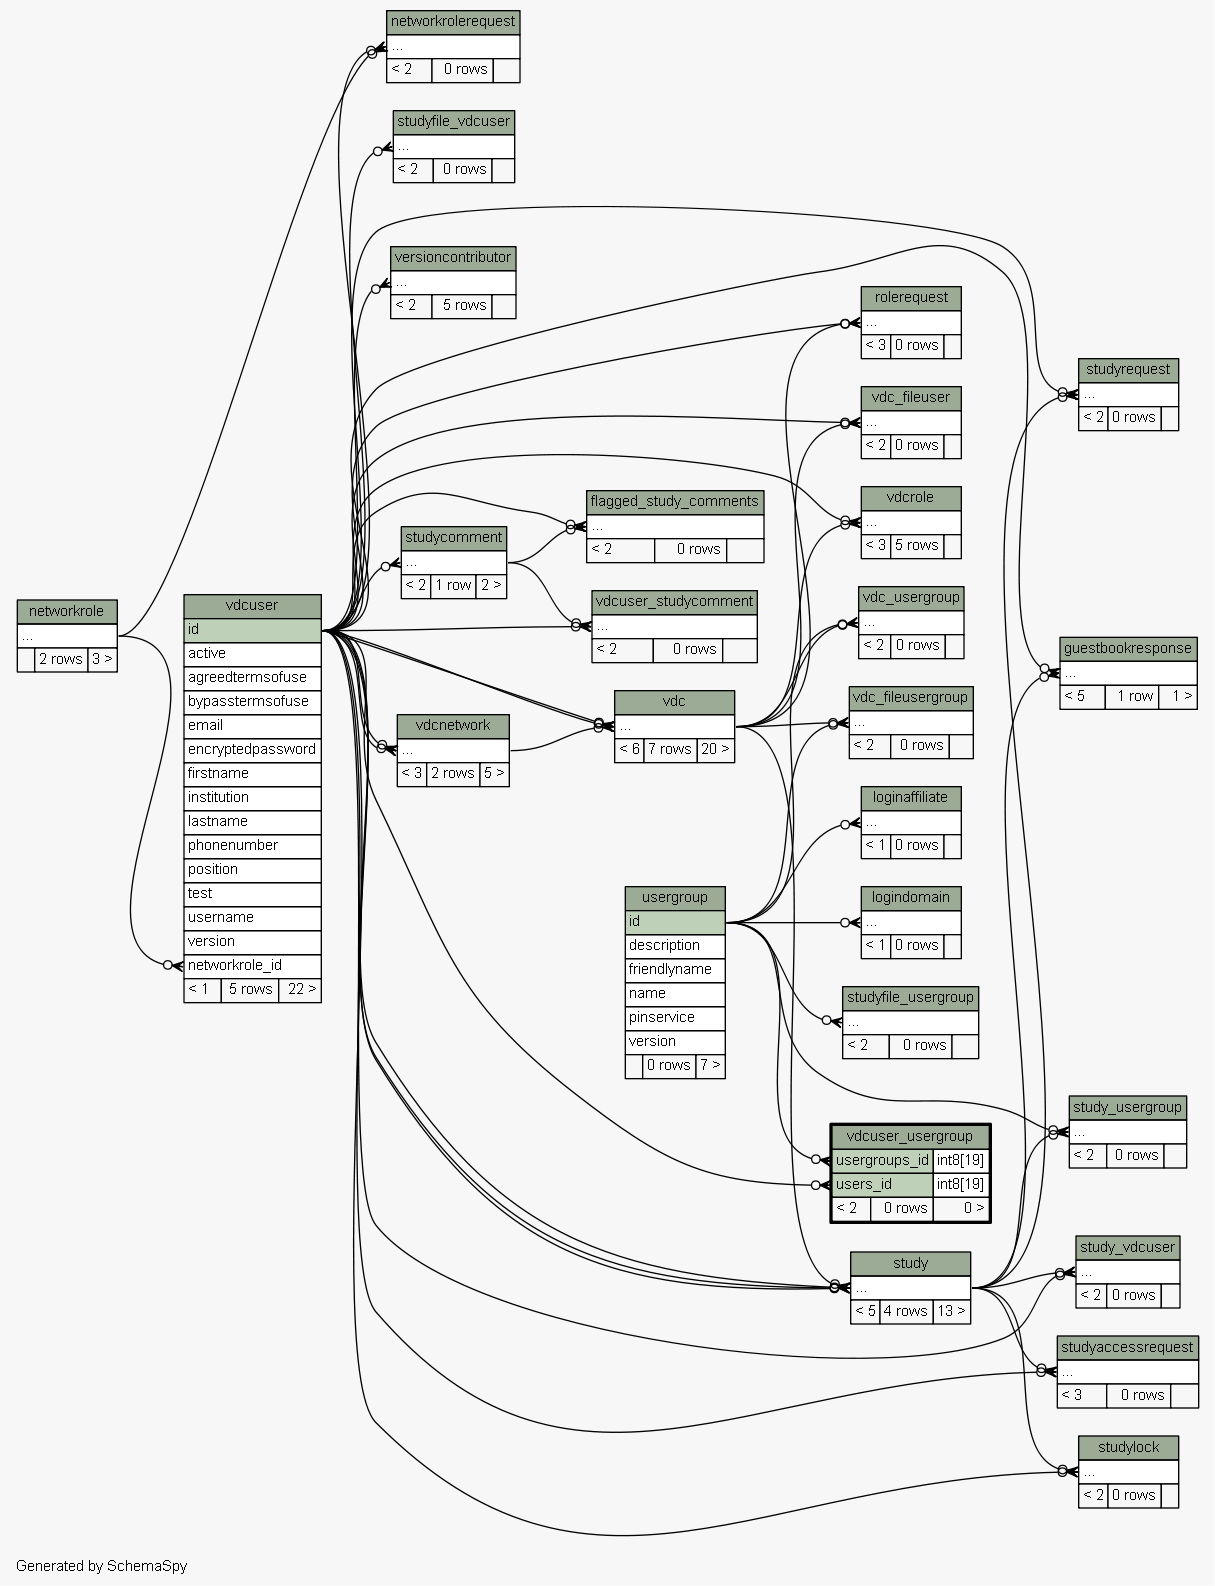 networkrolerequest
...
< 2 0 rows
studyfile_vdcuser
...
< 2 0 rows
versioncontributor
...
< 2 5 rows
rolerequest
...
< 3 0 rows
studyrequest
...
< 2 0 rows
vdc_fileuser
...
< 2 0 rows
vdcrole
...
< 3 5 rows
flagged_study_comments
...
< 2 0 rows
studycomment
...
< 2 1 row 2 >
vdcuser_studycomment
...
< 2 0 rows
vdc_usergroup
...
< 2 0 rows
networkrole
...
2 rows 3 >
vdcuser
id
active
agreedtermsofuse
bypasstermsofuse
email
encryptedpassword
firstname
institution
lastname
phonenumber
position
test
username
version
networkrole_id
< 1 5 rows 22 >
guestbookresponse
...
< 5 1 row 1 >
vdc
...
< 6 7 rows 20 >
vdc_fileusergroup
...
< 2 0 rows
vdcnetwork
...
< 3 2 rows 5 >
loginaffiliate
...
< 1 0 rows
usergroup
id
description
friendlyname
name
pinservice
version
0 rows 7 >
logindomain
...
< 1 0 rows
studyfile_usergroup
...
< 2 0 rows
study_usergroup
...
< 2 0 rows
vdcuser_usergroup
usergroups_id int8[19]
users_id int8[19]
< 2 0 rows 0 >
study
...
< 5 4 rows 13 >
study_vdcuser
...
< 2 0 rows
studyaccessrequest
...
< 3 0 rows
studylock
...
< 2 0 rows
Generated by SchemaSpy